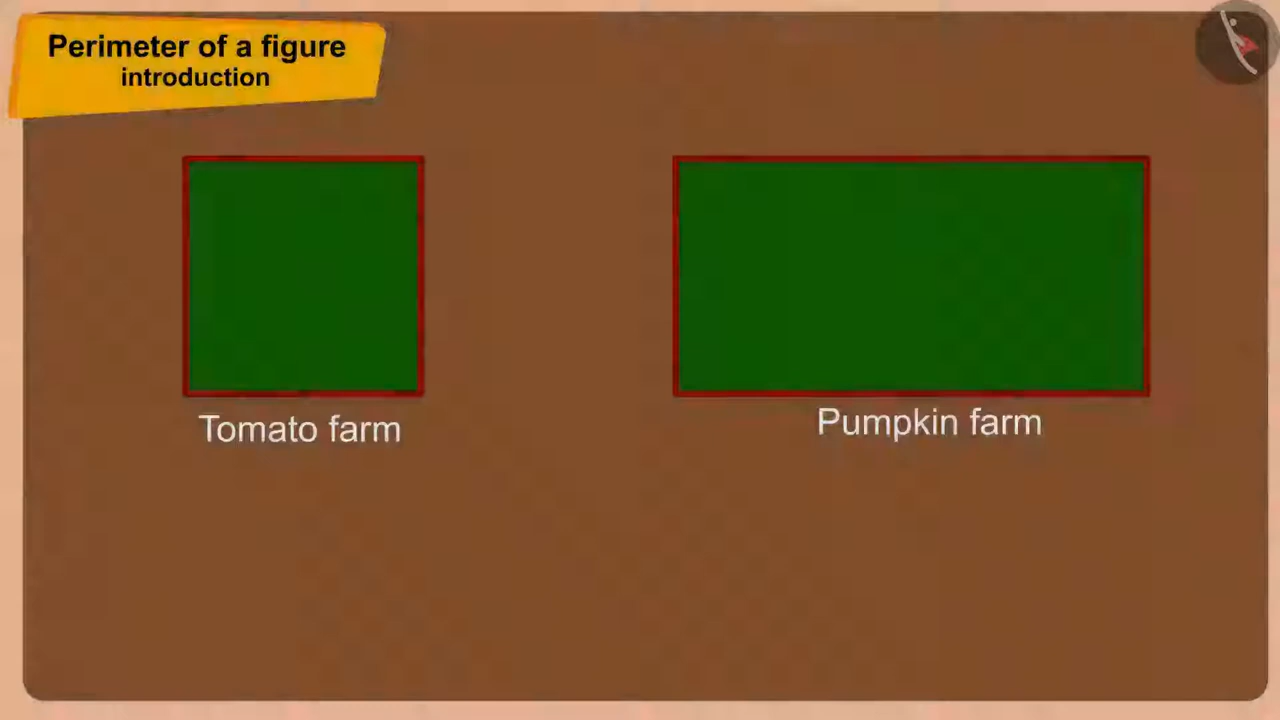 Perimeter of a figure
introduction
Tomato farm
Pumpkin farm